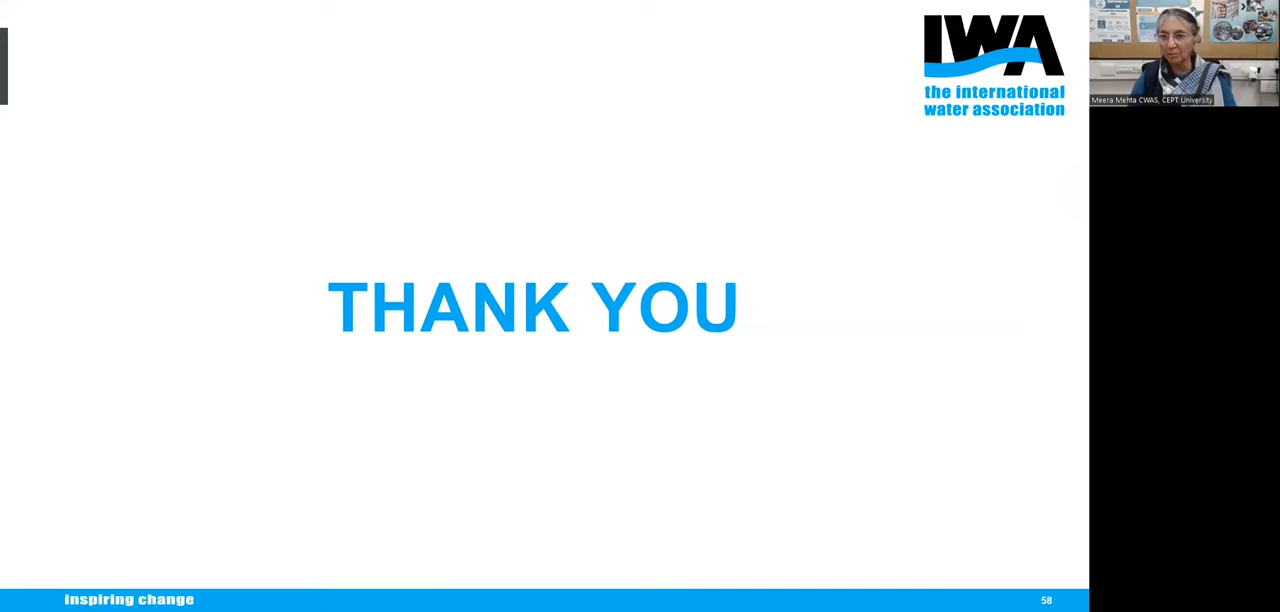 IWA
the international
water association
Meera Mehta CWAS, CEPT University
THANK YOU
inspiring change
58